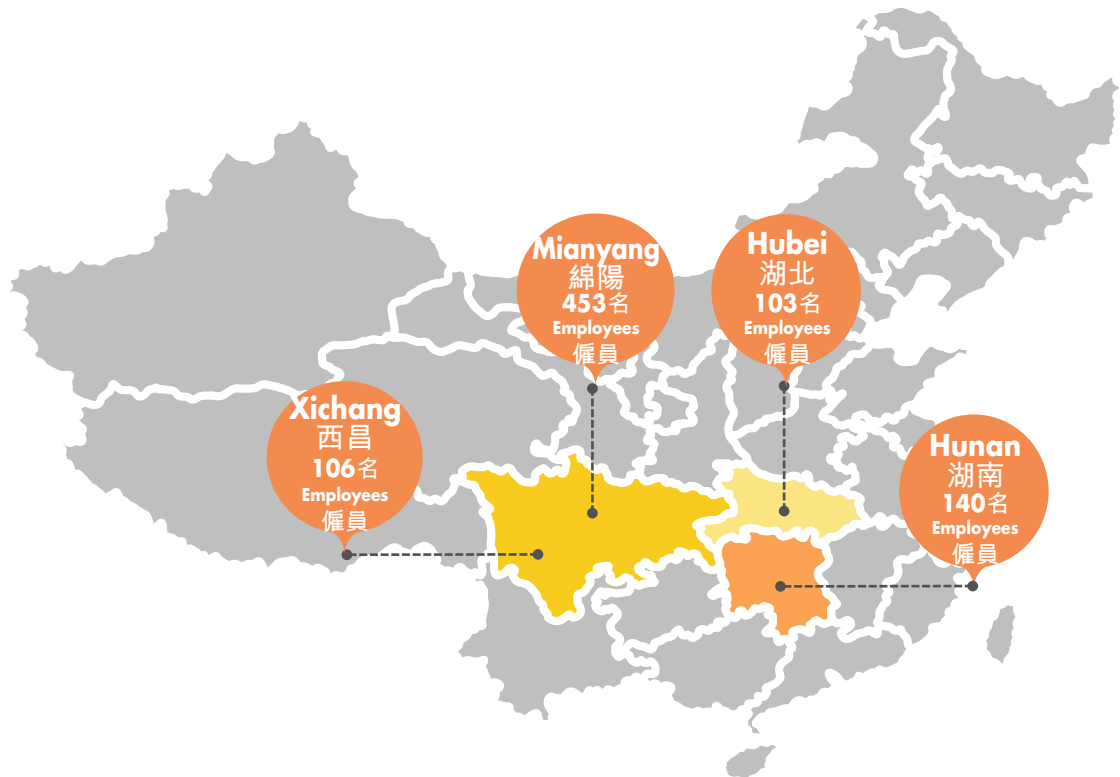 Mianyang
綿陽
453名
Employees
僱員
Hubei
湖北
103名
Employees
僱員
Xichang
西昌
106名
Employees
僱員
Hunan
湖南
140名
Employees
僱員